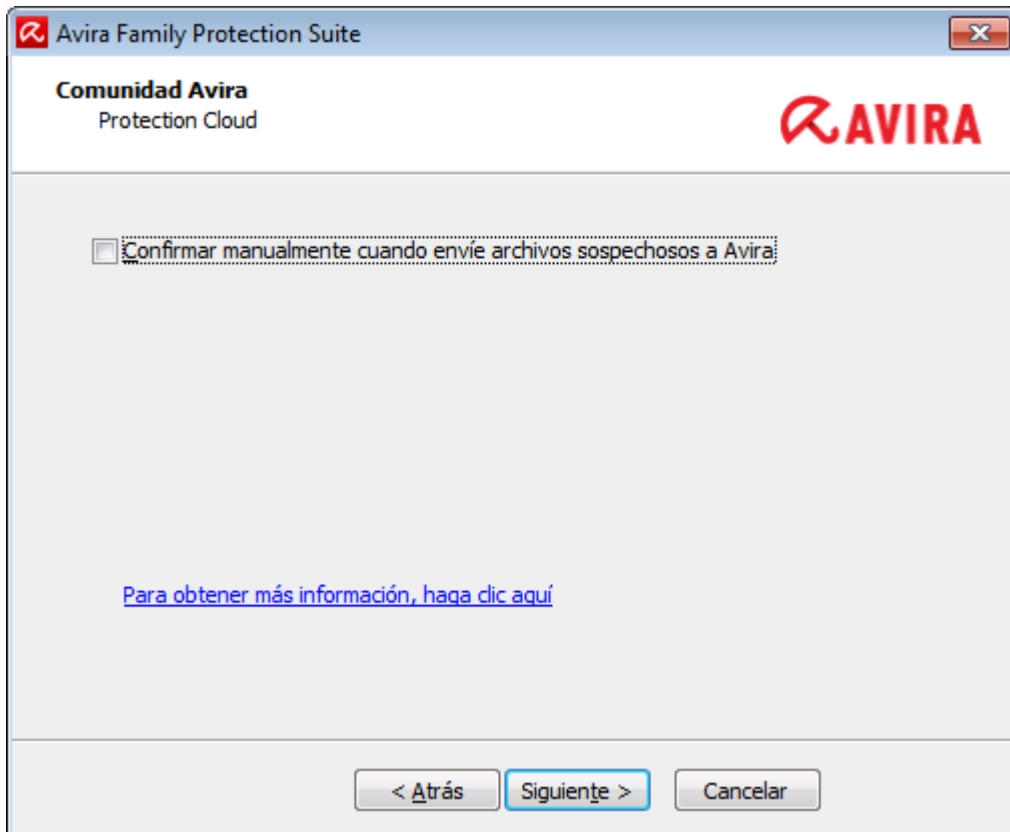 Avira Family Protection Suite
Comunidad Avira
Protection Cloud
AVIRA
Confirmar manualmente cuando envíe archivos sospechosos a Avira
Para obtener más información, haga clic aquí
< Atrás
Siguiente >
Cancelar